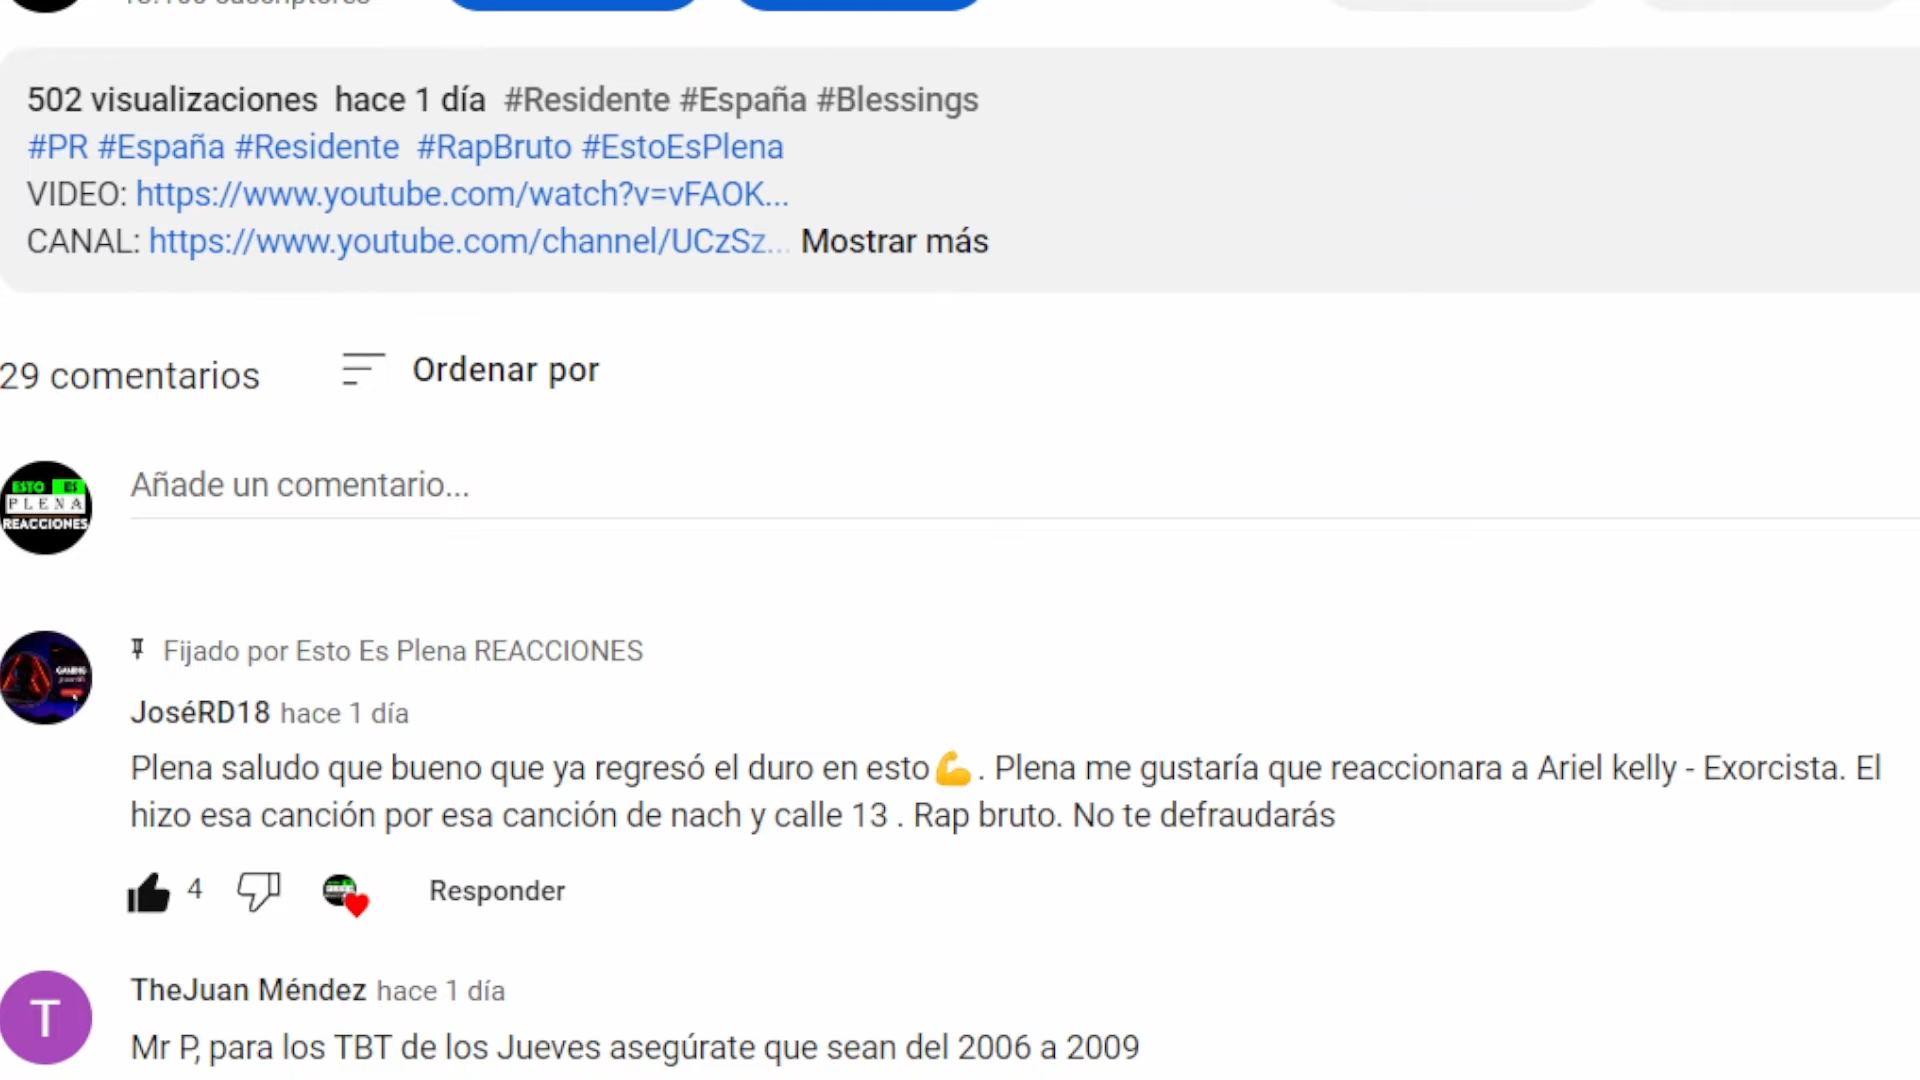 502 visualizaciones hace 1 día #Residente #España #Blessings
#PR #España #Residente #RapBruto #EstoEsPlena
VIDEO: https://www.youtube.com/watch?v=vFAOK...
CANAL: https://www.youtube.com/channel/UCzSz... Mostrar más
29 comentarios
Ordenar por
ESTO ES
PLENA
REACCIONES
Añade un comentario...
Fijado por Esto Es Plena REACCIONES
JoséRD18 hace 1 día
Plena saludo que bueno que ya regresó el duro en esto💪. Plena me gustaría que reaccionara a Ariel kelly - Exorcista. El
hizo esa canción por esa canción de nach y calle 13 . Rap bruto. No te defraudarás
4
Responder
T
TheJuan Méndez hace 1 día
Mr P, para los TBT de los Jueves asegúrate que sean del 2006 a 2009